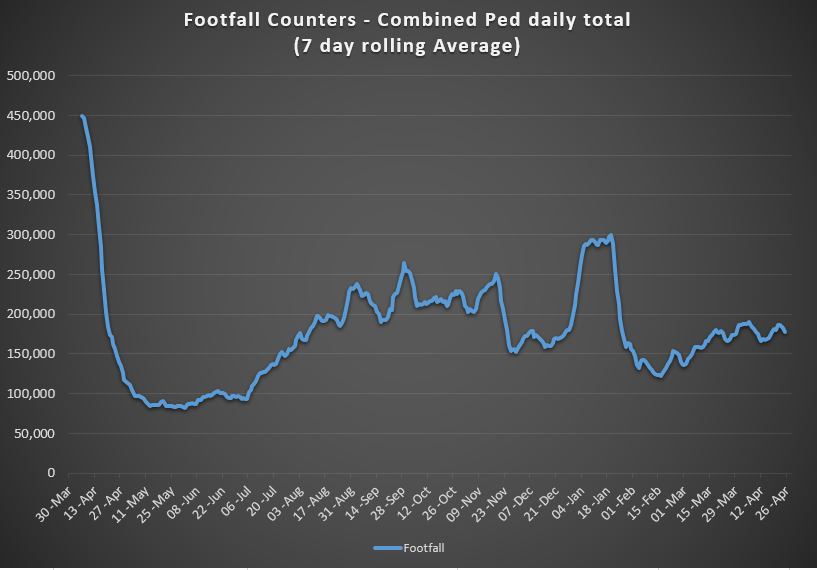 Footfall Counters - Combined Ped daily total
(7 day rolling Average)
500,000
450,000
400,000
350,000
300,000
250,000
200,000
150,000
100,000
50,000
0
30-Mar
13-Apr
27-Apr
11-May
25-May
08-Jun
22-Jun
06-Jul
20-Jul
03-Aug
17-Aug
31-Aug
14-Sep
28-Sep
12-Oct
26-Oct
09-Nov
23-Nov
07-Dec
21-Dec
04-Jan
18-Jan
01-Feb
15-Feb
01-Mar
15-Mar
29-Mar
12-Apr
26-Apr
Footfall